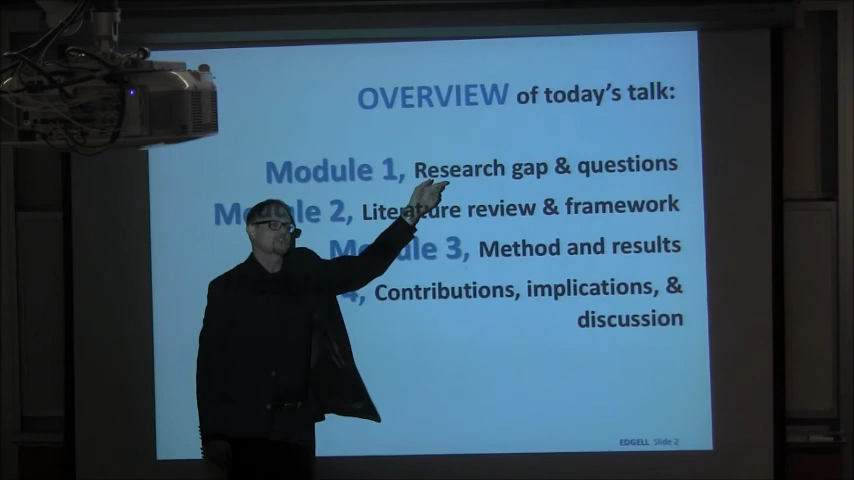 OVERVIEW of today's talk:
Module 1, Research gap & questions
Module 2, Literature review & framework
Module 3, Method and results
4, Contributions, implications, &
discussion
EDGELL Slide 2